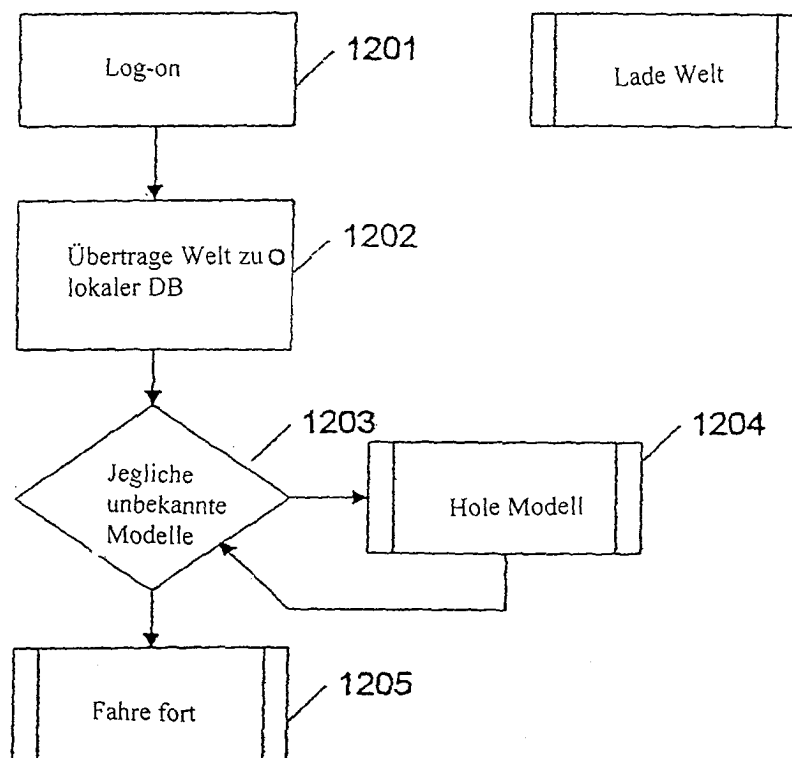 Log-on
1201
Lade Welt
Übertrage Welt zu
lokaler DB
1202
Jegliche
unbekannte
Modelle
1203
Hole Modell
1204
Fahre fort
1205